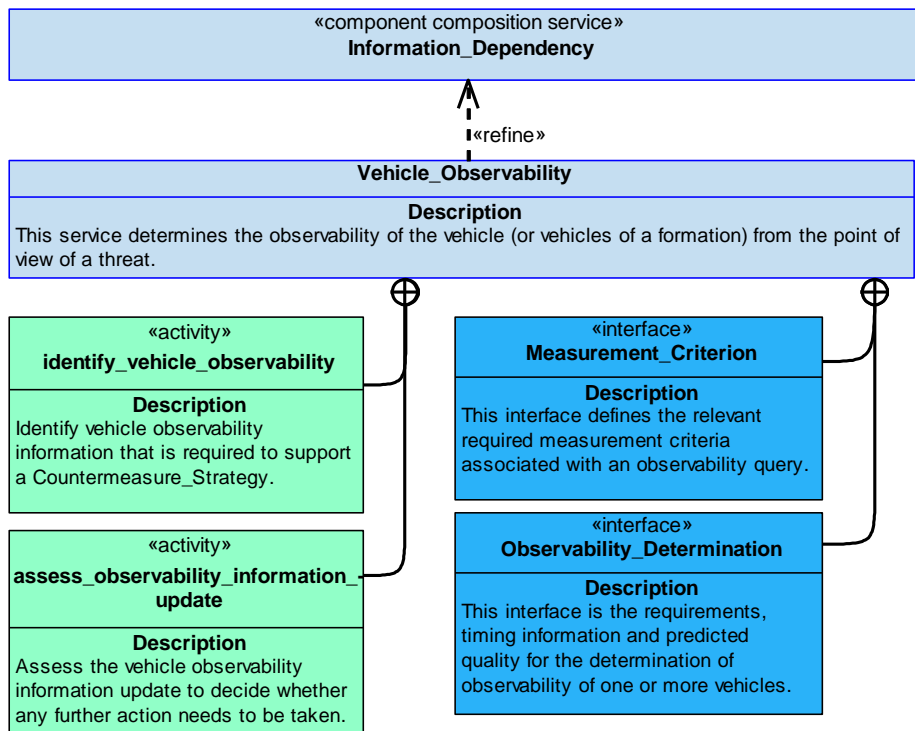 «component composition service»
Information_Dependency
«refine»
Vehicle_Observability
Description
This service determines the observability of the vehicle (or vehicles of a formation) from the point of
view of a threat.
«activity»
identify_vehicle_observability
Description
Identify vehicle observability
information that is required to support
a Countermeasure_Strategy.
«interface»
Measurement_Criterion
Description
This interface defines the relevant
required measurement criteria
associated with an observability query.
«activity»
assess_observability_information_
update
Description
Assess the vehicle observability
information update to decide whether
any further action needs to be taken.
«interface»
Observability_Determination
Description
This interface is the requirements,
timing information and predicted
quality for the determination of
observability of one or more vehicles.